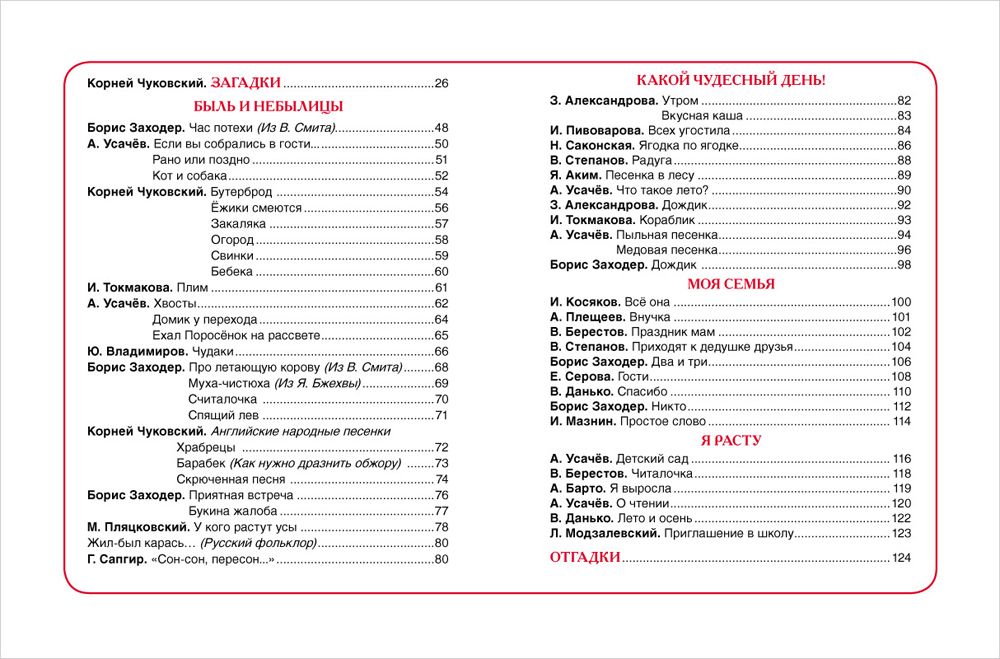 Корней Чуковский. ЗАГАДКИ 26
БЫЛЬ И НЕБЫЛИЦЫ
Борис Заходер. Час потехи (Из В. Смита) 48
А. Усачёв. Если вы собрались в гости... 50
Рано или поздно 51
Кот и собака 52
Корней Чуковский. Бутерброд 54
Ёжики смеются 56
Закаляка 57
Огород 58
Свинки 59
Бебека 60
И. Токмакова. Плим 61
А. Усачёв. Хвосты 62
Домик у перехода 64
Ехал Поросёнок на рассвете 65
Ю. Владимиров. Чудаки 66
Борис Заходер. Про летающую корову (Из В. Смита) 68
Муха-чистюха (Из Я. Бжехвы) 69
Считалочка 70
Спящий лев 71
Корней Чуковский. Английские народные песенки
Храбрецы 72
Барабек (Как нужно дразнить обжору) 73
Скрюченная песня 74
Борис Заходер. Приятная встреча 76
Букина жалоба 77
М. Пляцковский. У кого растут усы 78
Жил-был карась… (Русский фольклор) 80
Г. Сапгир. «Сон-сон, пересон...» 80
КАКОЙ ЧУДЕСНЫЙ ДЕНЬ!
З. Александрова. Утром 82
Вкусная каша 83
И. Пивоварова. Всех угостила 84
Н. Саконская. Ягодка по ягодке 86
В. Степанов. Радуга 88
Я. Аким. Песенка в лесу 89
А. Усачёв. Что такое лето? 90
З. Александрова. Дождик 92
И. Токмакова. Кораблик 93
А. Усачёв. Пыльная песенка 94
Медовая песенка 96
Борис Заходер. Дождик 98
МОЯ СЕМЬЯ
И. Косяков. Всё она 100
А. Плещеев. Внучка 101
В. Берестов. Праздник мам 102
В. Степанов. Приходят к дедушке друзья 104
Борис Заходер. Два и три 106
Е. Серова. Гости 108
В. Данько. Спасибо 110
Борис Заходер. Никто 112
И. Мазнин. Простое слово 114
Я РАСТУ
А. Усачёв. Детский сад 116
В. Берестов. Читалочка 118
А. Барто. Я выросла 119
А. Усачёв. О чтении 120
В. Данько. Лето и осень 122
Л. Модзалевский. Приглашение в школу 123
ОТГАДКИ 124